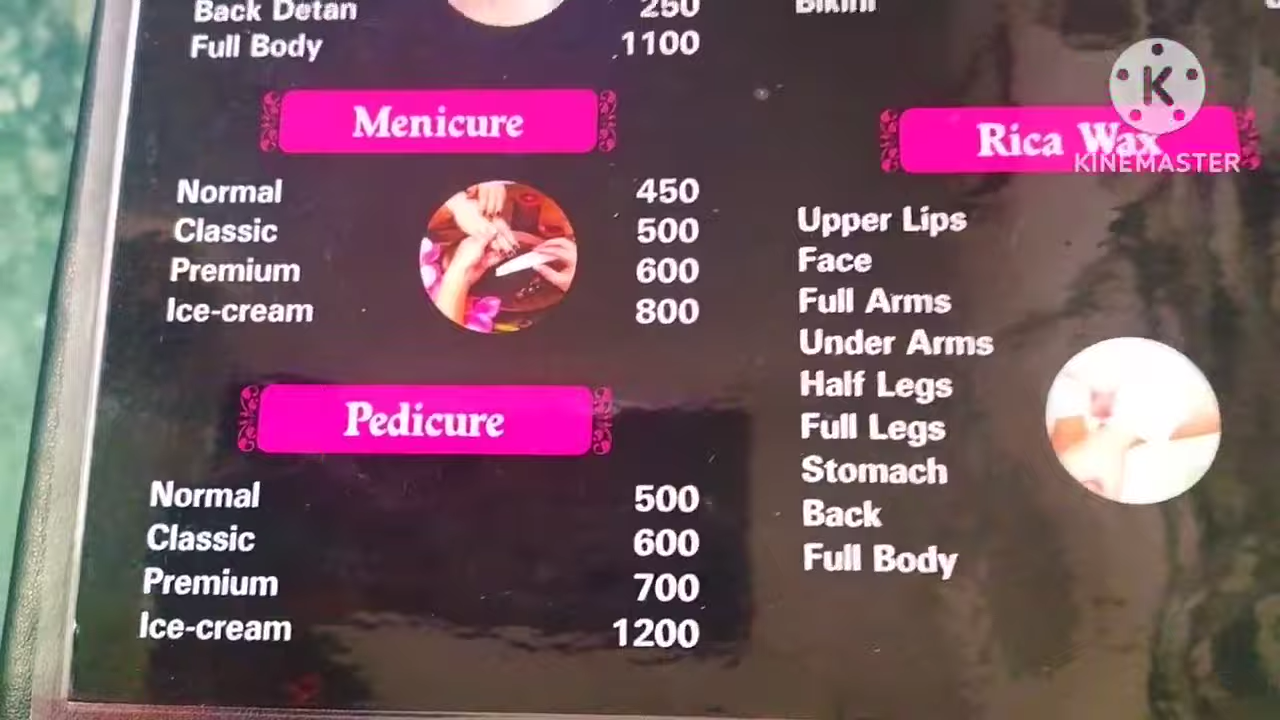 Back Detan 250
Full Body 1100
Menicure
Normal 450
Classic 500
Premium 600
Ice-cream 800
Pedicure
Normal 500
Classic 600
Premium 700
Ice-cream 1200
Bikini
Rica Wax
Upper Lips
Face
Full Arms
Under Arms
Half Legs
Full Legs
Stomach
Back
Full Body
K
KINEMASTER